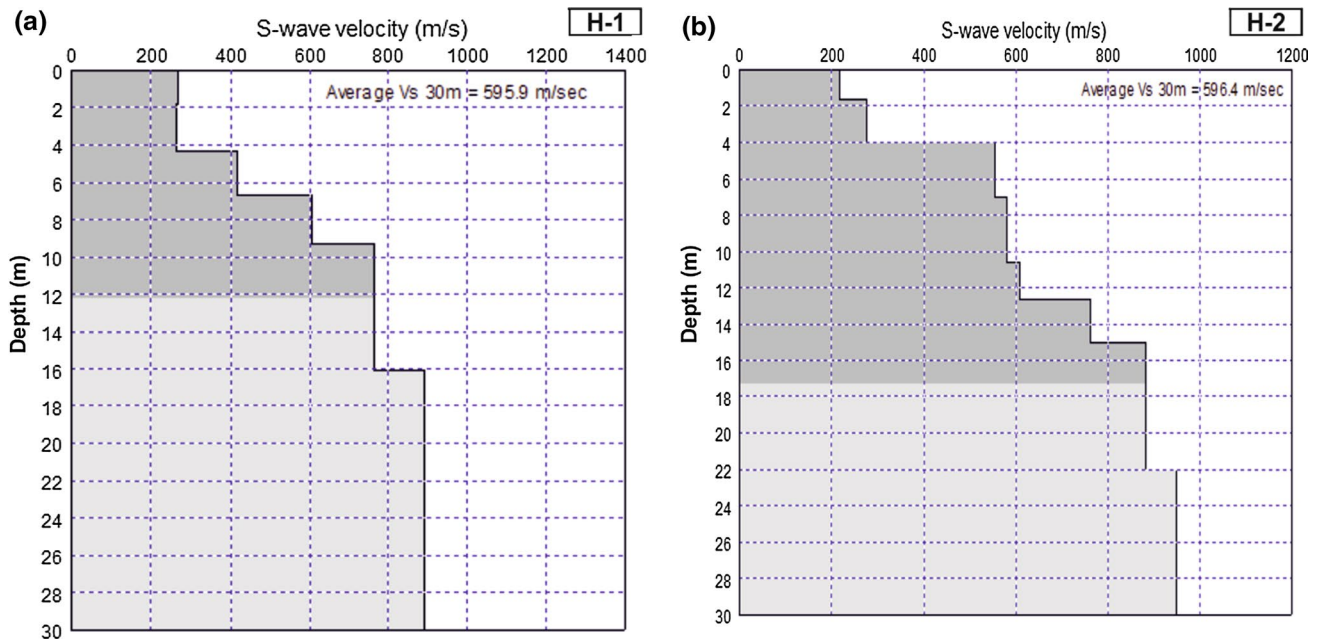 (a)
H-1
S-wave velocity (m/s)
0 200 400 600 800 1000 1200 1400
Average Vs 30m = 595.9 m/sec
Depth (m)
0
2
4
6
8
10
12
14
16
18
20
22
24
26
28
30
(b)
H-2
S-wave velocity (m/s)
0 200 400 600 800 1000 1200
Average Vs 30m = 596.4 m/sec
Depth (m)
0
2
4
6
8
10
12
14
16
18
20
22
24
26
28
30